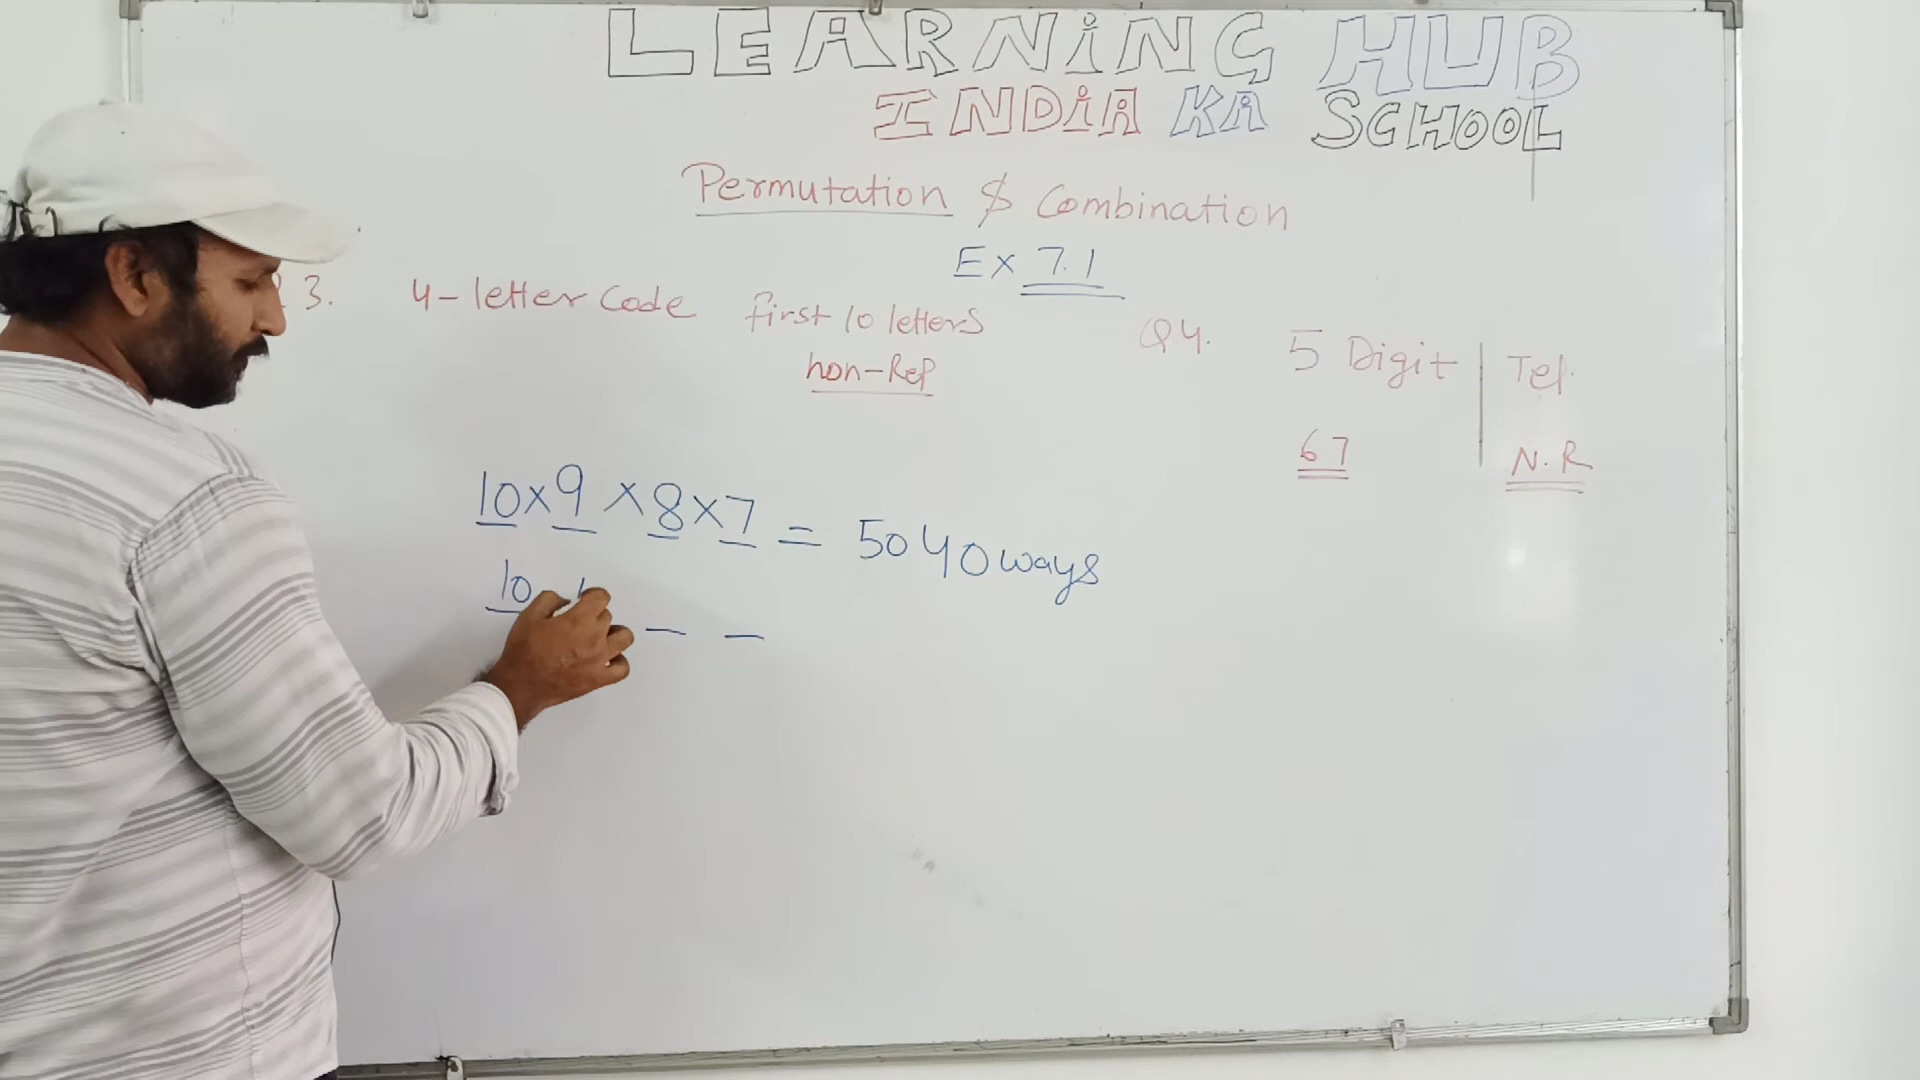 LEARNING HUB
INDIA KA SCHOOL
Permutation & Combination
Ex 7.1
3. 4-letter Code first 10 letters
non-Rep
Q4. 5 Digit | Tel.
67 N.R
10×9×8×7 = 5040 ways
10